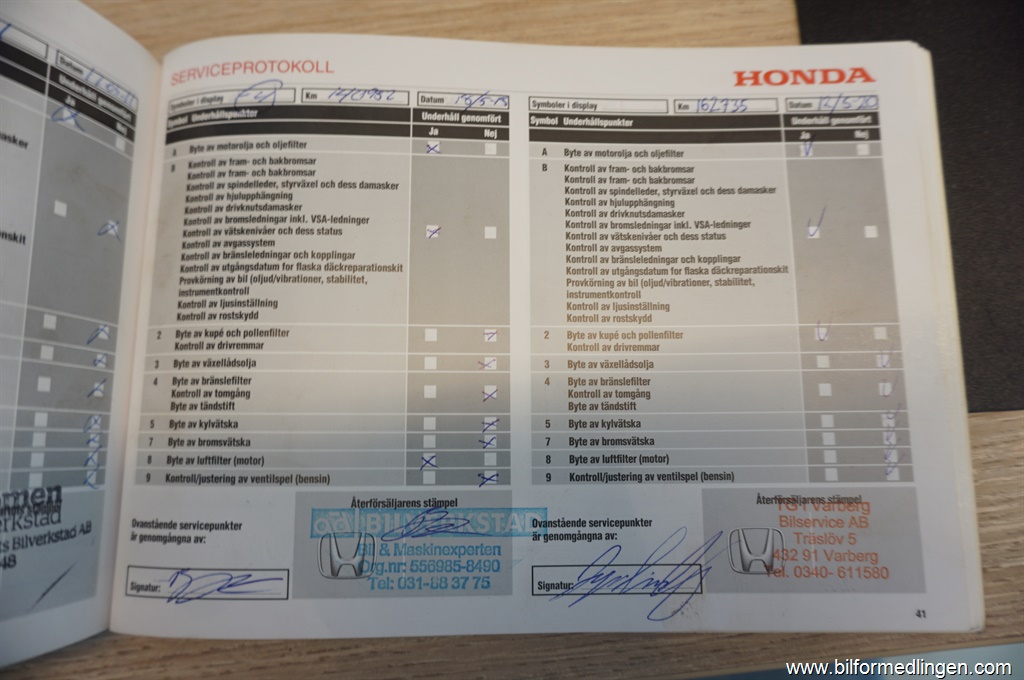 SERVICEPROTOKOLL
HONDA
Symboler i display
Km
Datum
Symbol Underhållspunkter
Underhåll genomfört
Ja
Nej
A Byte av motorolja och oljefilter
B Kontroll av fram- och bakbromsar
Kontroll av fram- och bakbromsar
Kontroll av spindelleder, styrväxel och dess damasker
Kontroll av hjulupphängning
Kontroll av drivknutsdamasker
Kontroll av bromsledningar inkl. VSA-ledningar
Kontroll av vätskenivåer och dess status
Kontroll av avgassystem
Kontroll av bränsleledningar och kopplingar
Kontroll av utgångsdatum for flaska däckreparationskit
Provkörning av bil (oljud/vibrationer, stabilitet,
instrumentkontroll
Kontroll av ljusinställning
Kontroll av rostskydd
2 Byte av kupé och pollenfilter
Kontroll av drivremmar
3 Byte av växellådsolja
4 Byte av bränslefilter
Kontroll av tomgång
Byte av tändstift
5 Byte av kylvätska
7 Byte av bromsvätska
8 Byte av luftfilter (motor)
9 Kontroll/justering av ventilspel (bensin)
Återförsäljarens stämpel
Ovanstående servicepunkter
är genomgångna av:
BILVERKSTAD
Bil & Maskinexperten
Org.nr: 556985-8490
Tel: 031-88 37 75
Signatur:
Symboler i display
Km 162735
Datum 12/5-20
Symbol Underhållspunkter
Underhåll genomfört
Ja
Nej
A Byte av motorolja och oljefilter
B Kontroll av fram- och bakbromsar
Kontroll av fram- och bakbromsar
Kontroll av spindelleder, styrväxel och dess damasker
Kontroll av hjulupphängning
Kontroll av drivknutsdamasker
Kontroll av bromsledningar inkl. VSA-ledningar
Kontroll av vätskenivåer och dess status
Kontroll av avgassystem
Kontroll av bränsleledningar och kopplingar
Kontroll av utgångsdatum for flaska däckreparationskit
Provkörning av bil (oljud/vibrationer, stabilitet,
instrumentkontroll
Kontroll av ljusinställning
Kontroll av rostskydd
2 Byte av kupé och pollenfilter
Kontroll av drivremmar
3 Byte av växellådsolja
4 Byte av bränslefilter
Kontroll av tomgång
Byte av tändstift
5 Byte av kylvätska
7 Byte av bromsvätska
8 Byte av luftfilter (motor)
9 Kontroll/justering av ventilspel (bensin)
Återförsäljarens stämpel
Ovanstående servicepunkter
är genomgångna av:
Varberg
Bilservice AB
Träslöv 5
432 91 Varberg
Tel. 0340- 611580
Signatur:
41
www.bilformedlingen.com